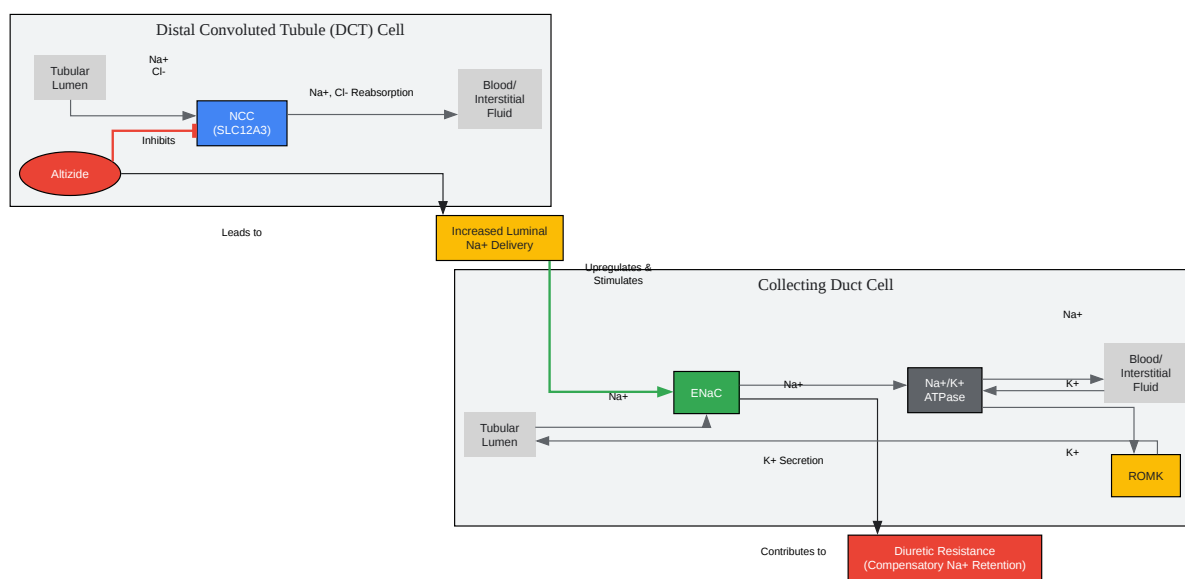 Distal Convoluted Tubule (DCT) Cell
Na+
Cl-
Tubular
Lumen
Na+, Cl- Reabsorption
Blood/
Interstitial
Fluid
NCC
(SLC12A3)
Inhibits
Altizide
Leads to
Increased Luminal
Na+ Delivery
Upregulates &
Stimulates
Collecting Duct Cell
Na+
Blood/
Interstitial
Fluid
Na+
ENaC
Na+
Na+/K+
ATPase
K+
Tubular
Lumen
K+ Secretion
K+
ROMK
Contributes to
Diuretic Resistance
(Compensatory Na+ Retention)